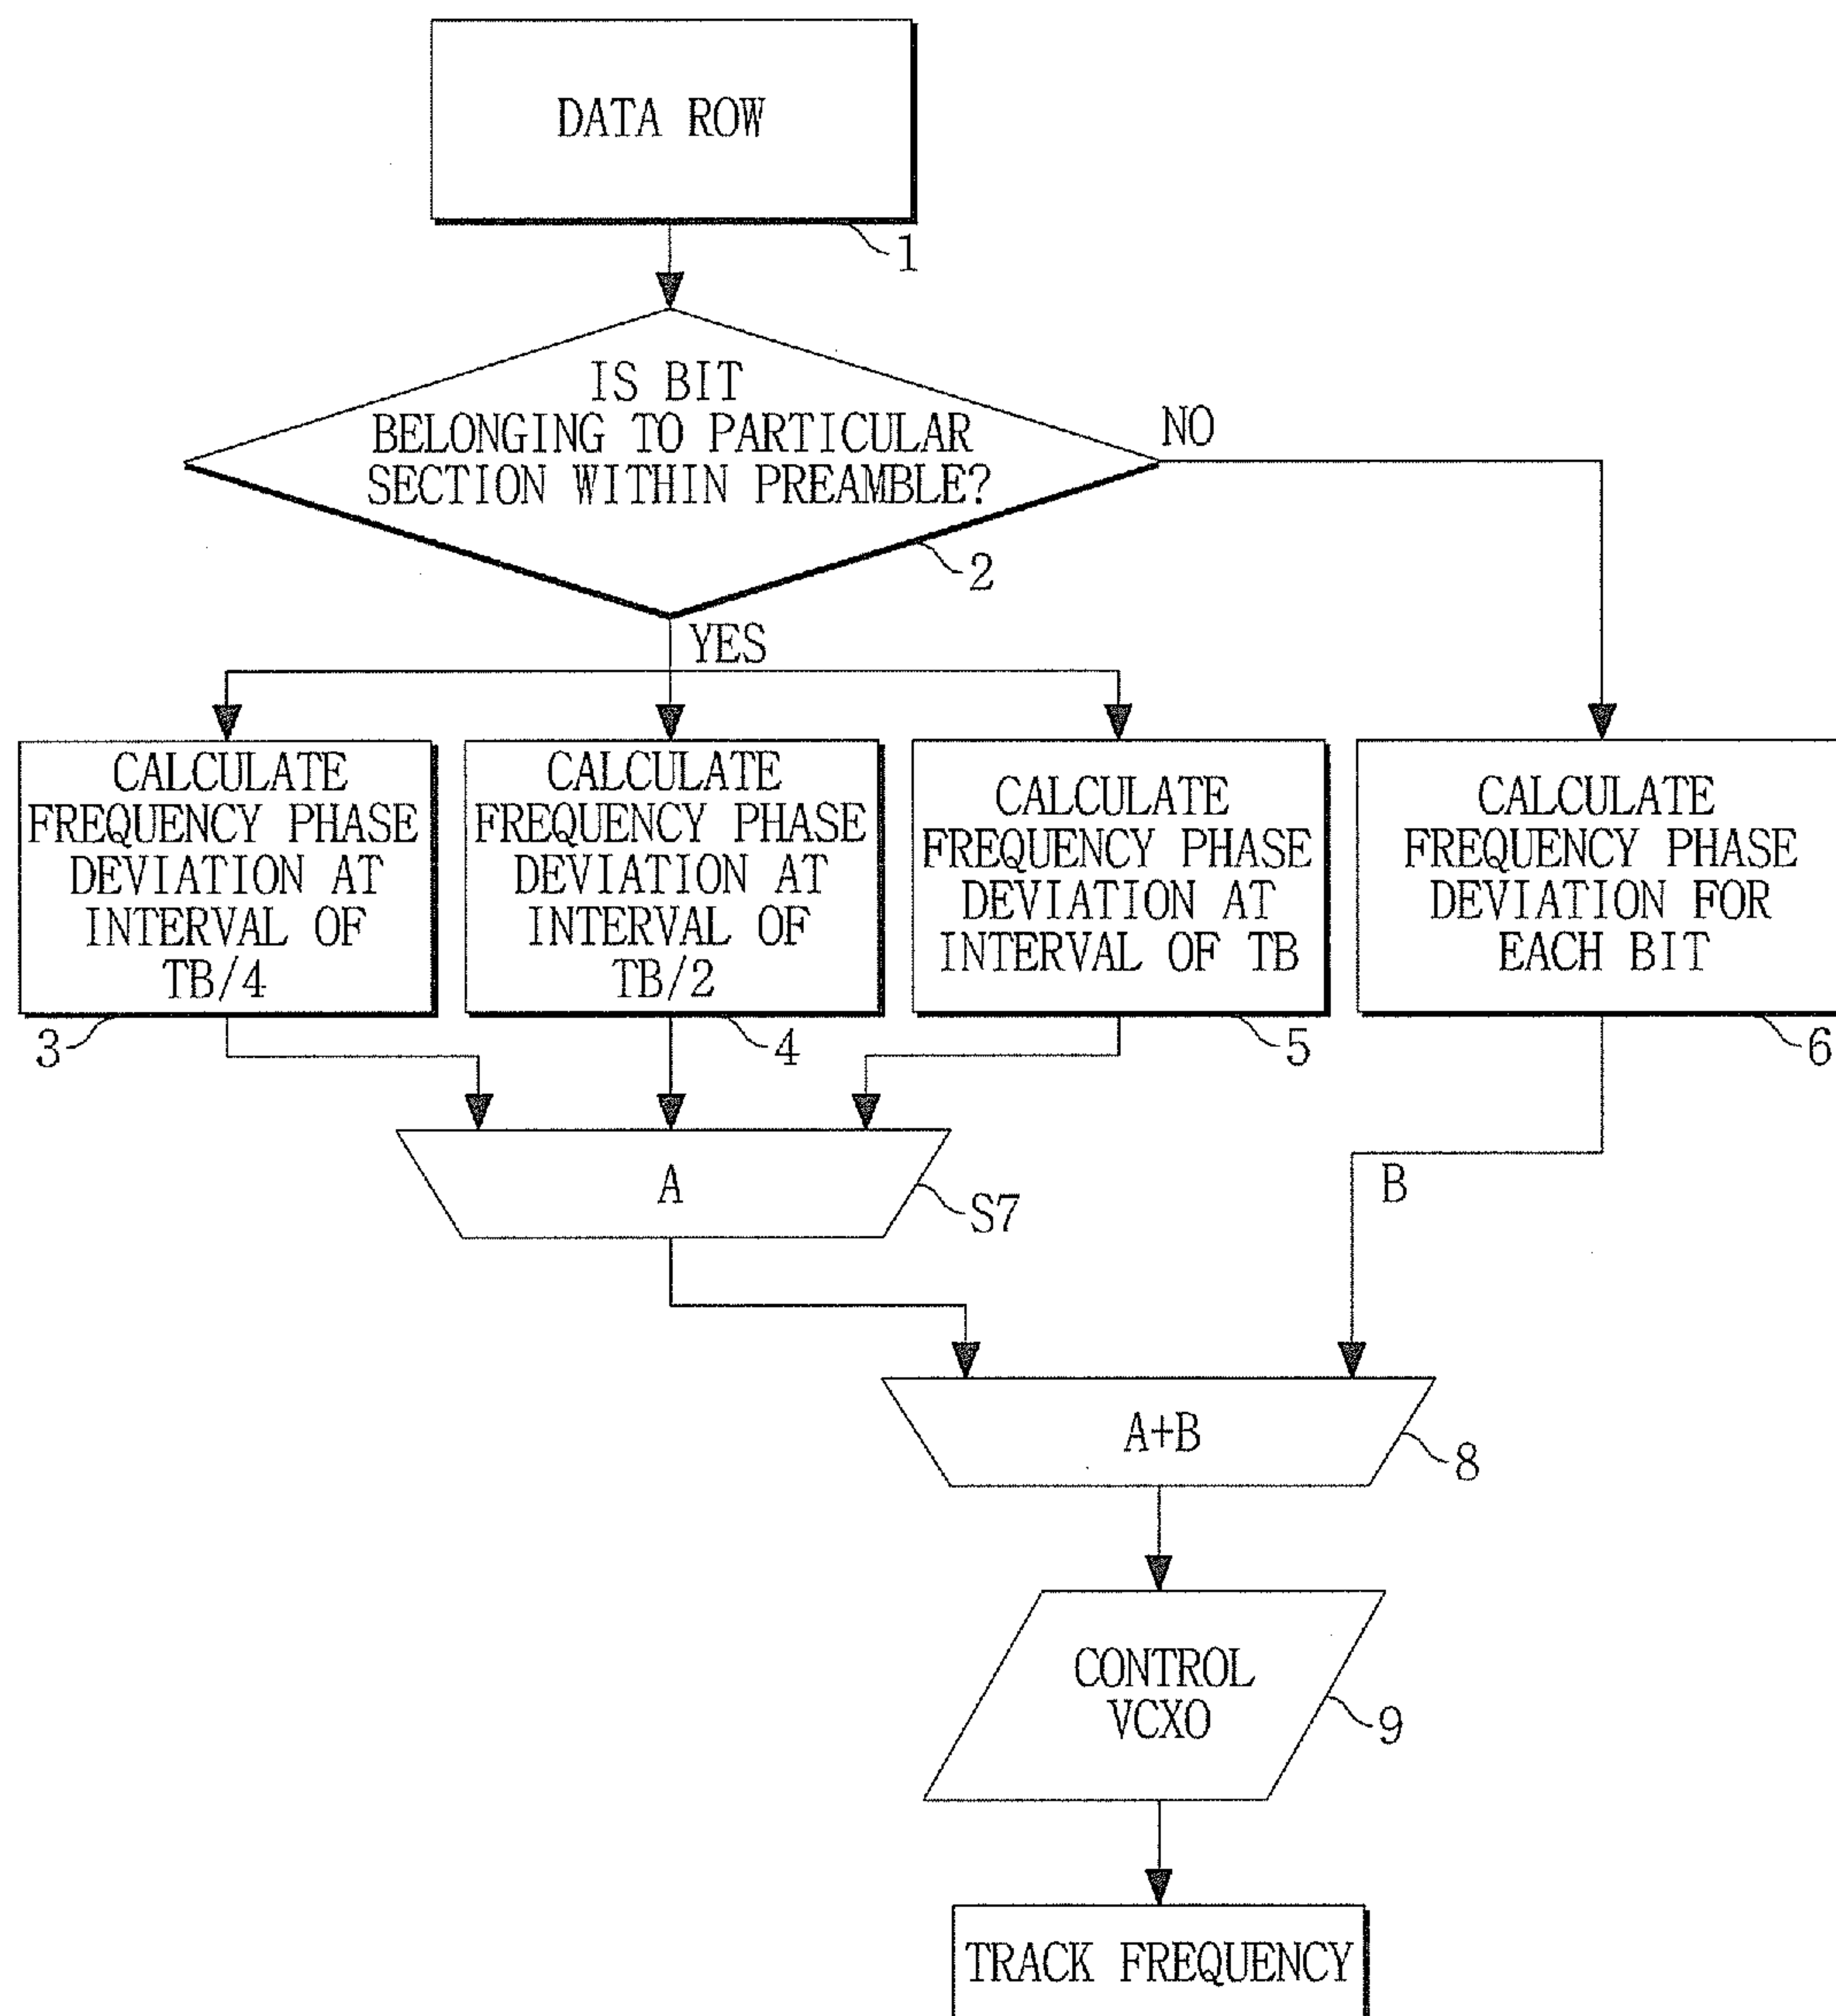 DATA ROW
1
IS BIT
BELONGING TO PARTICULAR
SECTION WITHIN PREAMBLE?
NO
2
YES
CALCULATE
FREQUENCY PHASE
DEVIATION AT
INTERVAL OF
TB/4
3
CALCULATE
FREQUENCY PHASE
DEVIATION AT
INTERVAL OF
TB/2
4
CALCULATE
FREQUENCY PHASE
DEVIATION AT
INTERVAL OF TB
5
CALCULATE
FREQUENCY PHASE
DEVIATION FOR
EACH BIT
6
A
S7
B
A+B
8
CONTROL
VCXO
9
TRACK FREQUENCY